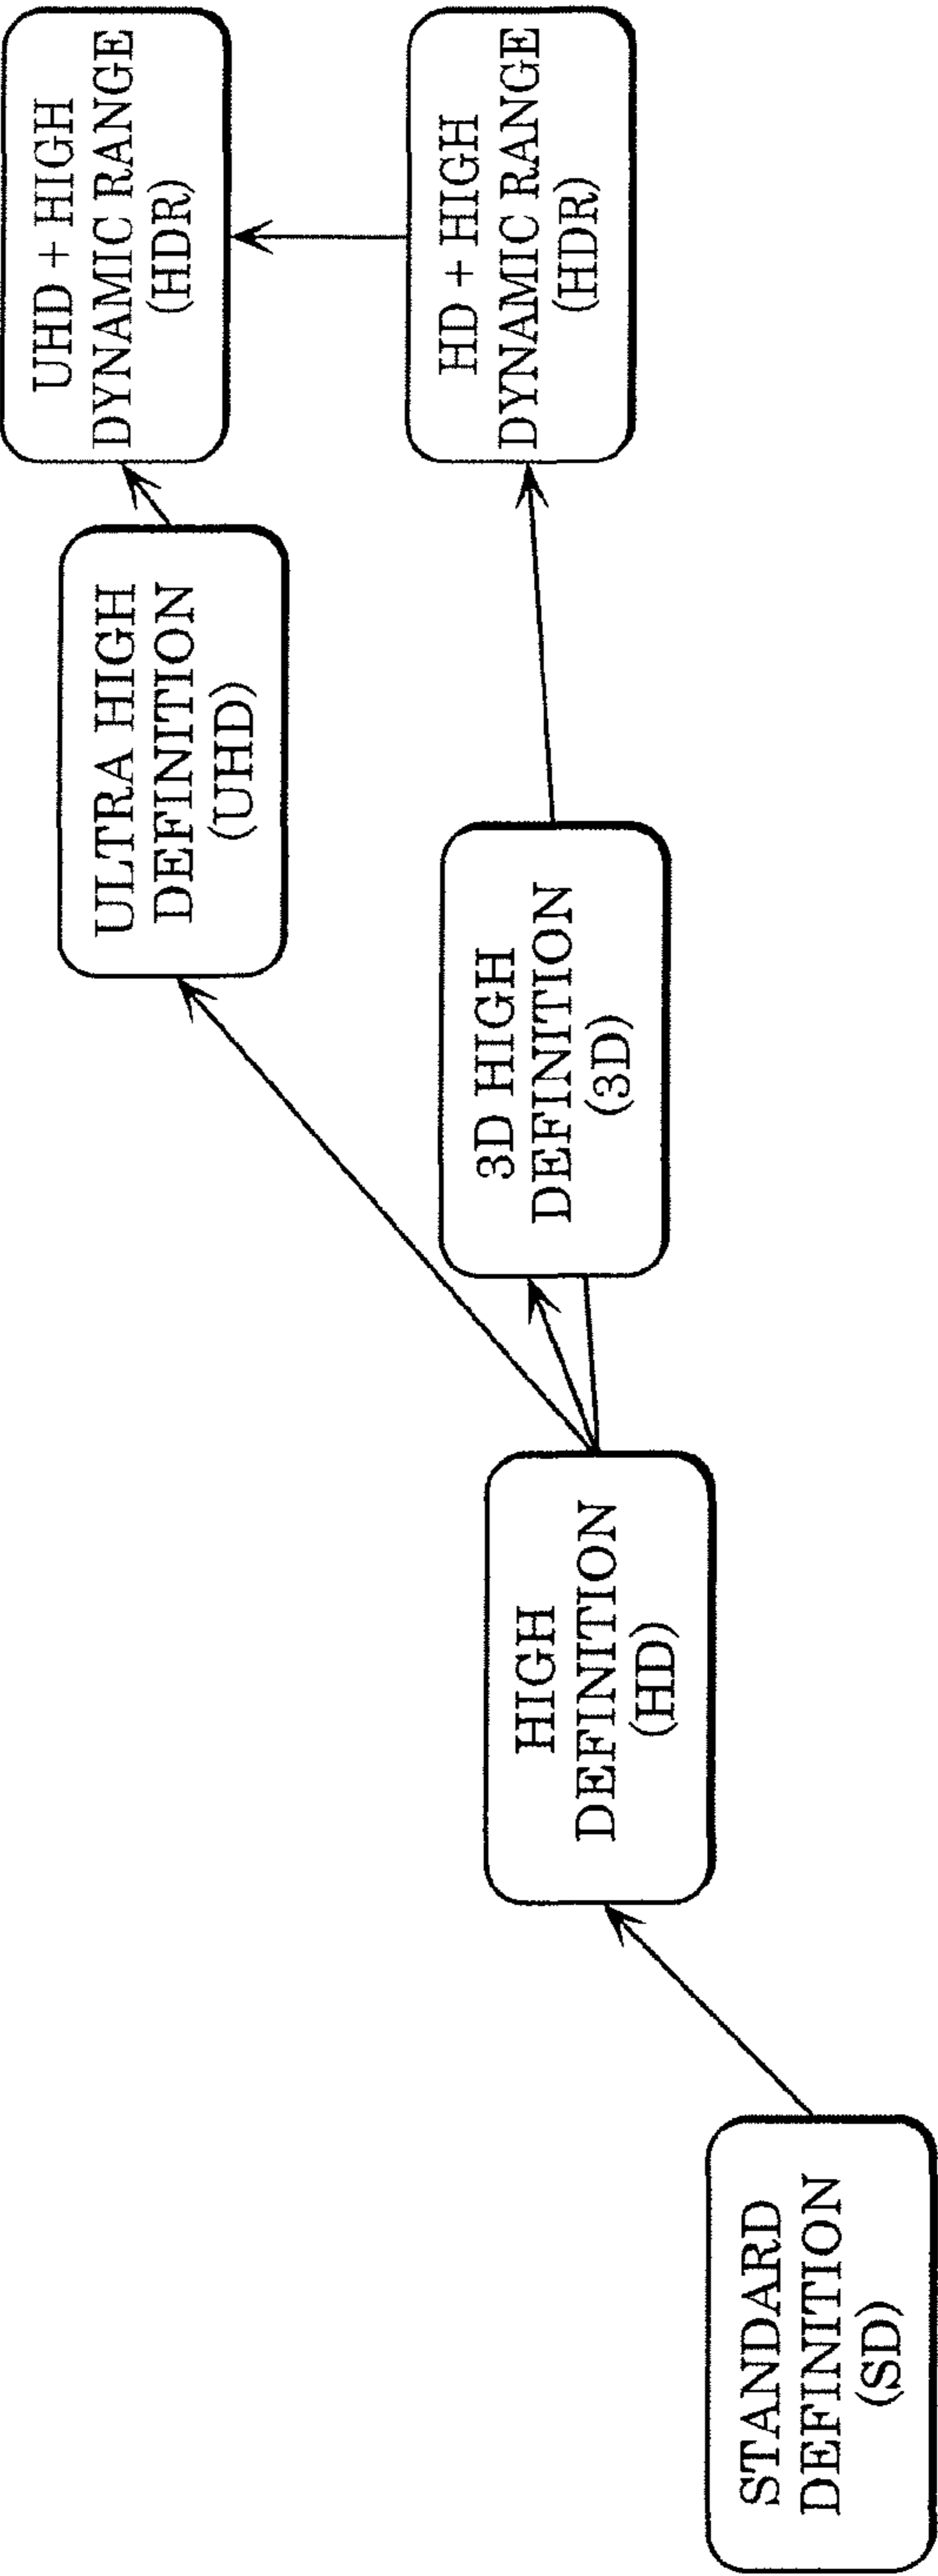 STANDARD
DEFINITION
(SD)
HIGH
DEFINITION
(HD)
3D HIGH
DEFINITION
(3D)
ULTRA HIGH
DEFINITION
(UHD)
UHD + HIGH
DYNAMIC RANGE
(HDR)
HD + HIGH
DYNAMIC RANGE
(HDR)